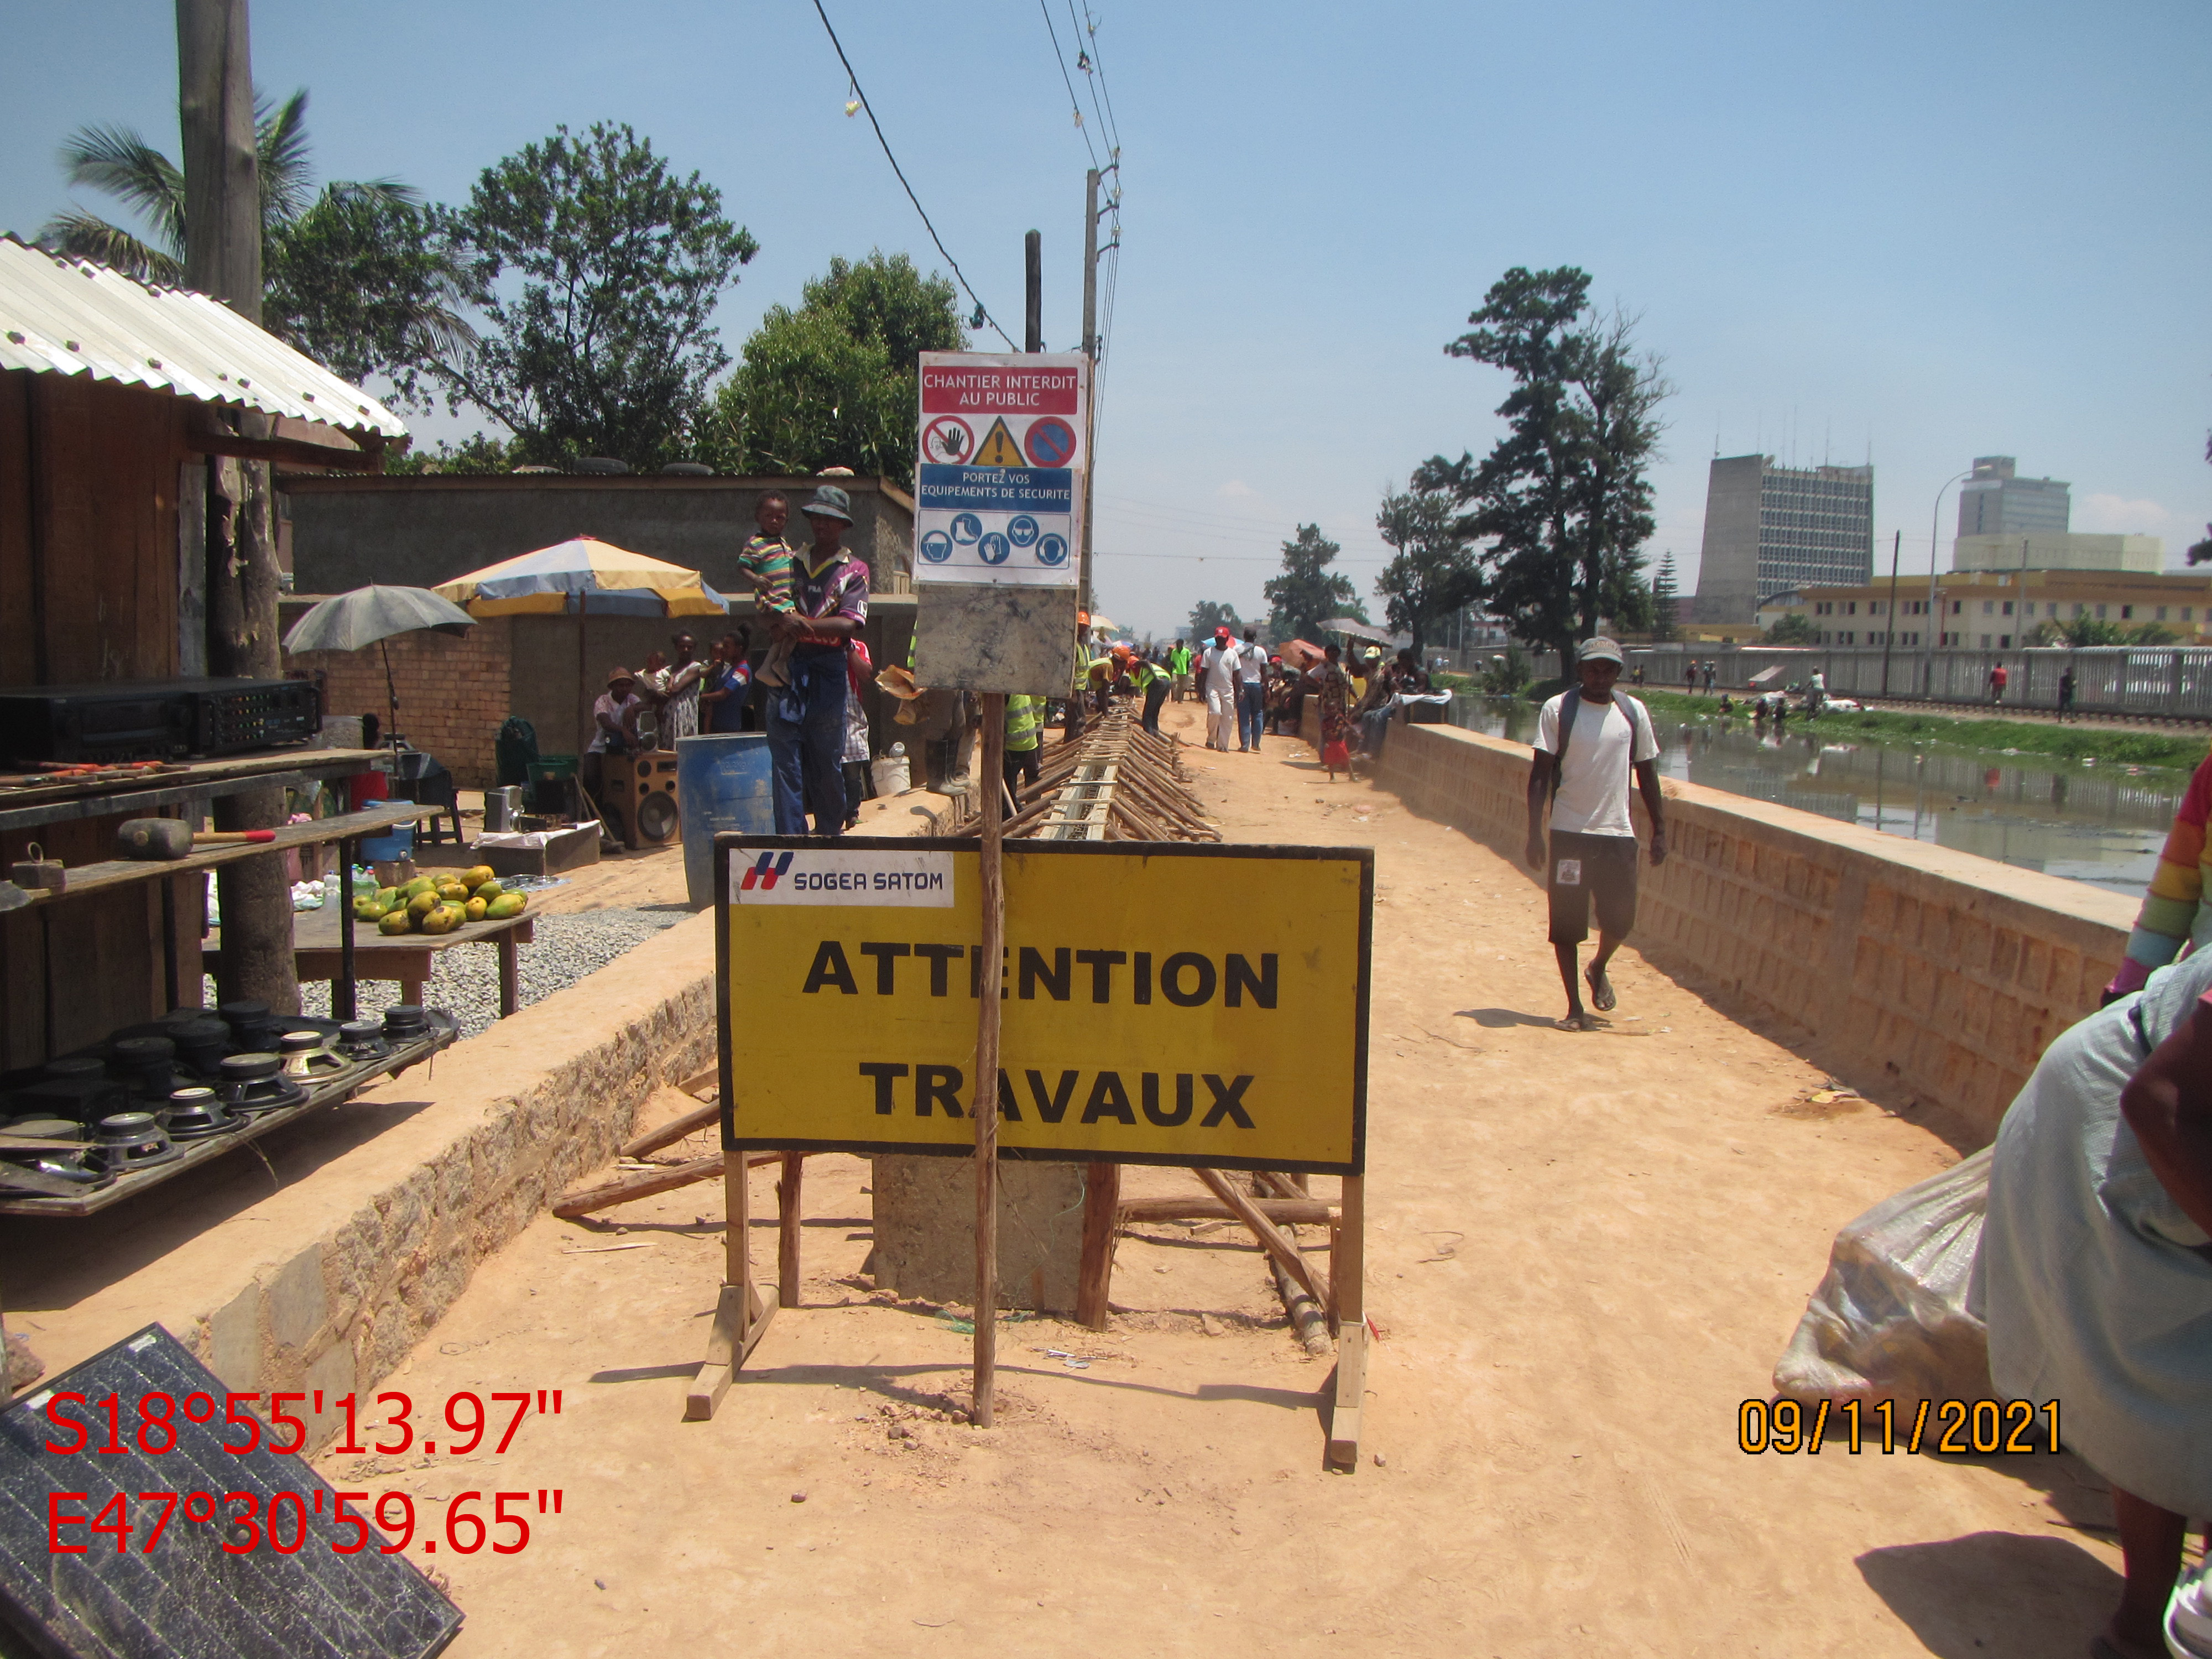 CHANTIER INTERDIT
AU PUBLIC
PORTEZ VOS
EQUIPEMENTS DE SECURITE
SOGEA SATOM
ATTENTION
TRAVAUX
S18°55'13.97"
E47°30'59.65"
09/11/2021